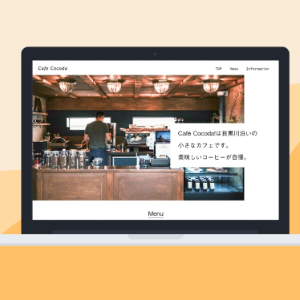 Cafe Cocoda
TOP Menu Information
Cafe Cocodaは目黒川沿いの
小さなカフェです。
美味しいコーヒーが自慢。
Menu